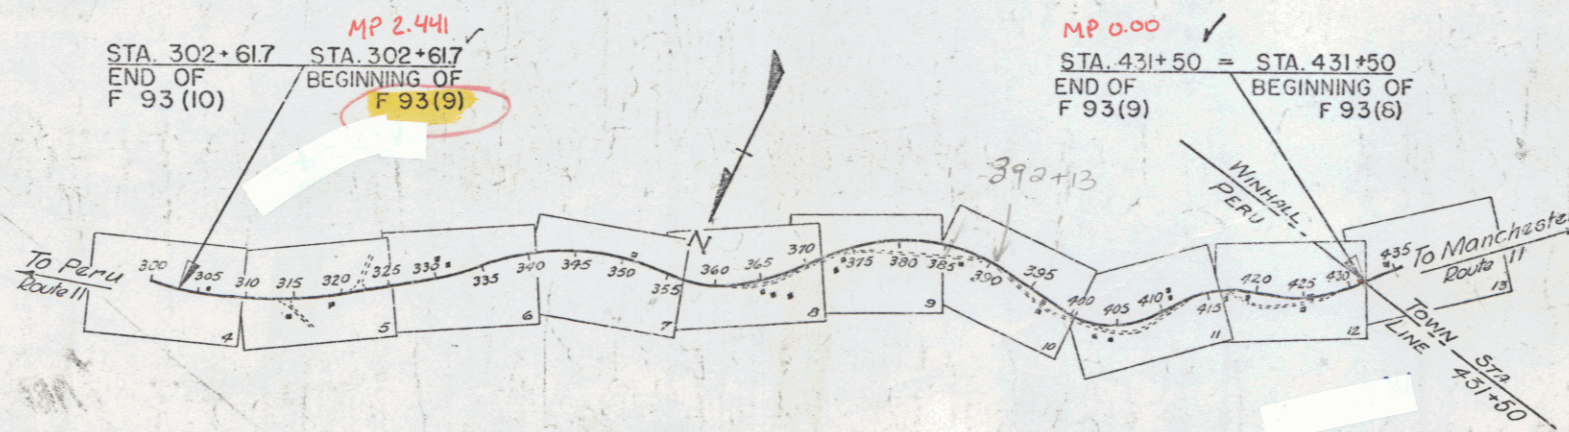 MP 2.441
STA. 302+61.7 STA. 302+61.7
END OF BEGINNING OF
F 93(10) F 93(9)
MP 0.00
STA. 431+50 = STA. 431+50
END OF BEGINNING OF
F 93(9) F 93(8)
392+13
WINHALL
PERU
N
To Peru
Route 11
300 305 310 315 320 325 330 335 340 345 350 355 360 365 370 375 380 385 390 395 400 405 410 415 420 425 430 435
To Manchester
Route 11
4 5 6 7 8 9 10 11 12 13
TOWN LINE
STA
431+50